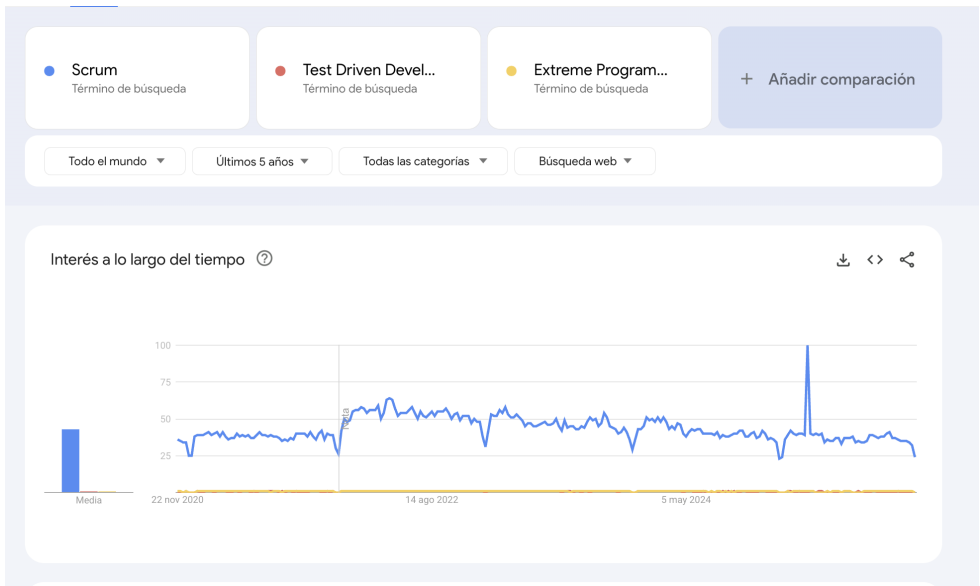 Scrum
Término de búsqueda
Test Driven Devel...
Término de búsqueda
Extreme Program...
Término de búsqueda
+ Añadir comparación
Todo el mundo
Últimos 5 años
Todas las categorías
Búsqueda web
Interés a lo largo del tiempo
100
75
50
25
Nota
Media
22 nov 2020
14 ago 2022
5 may 2024